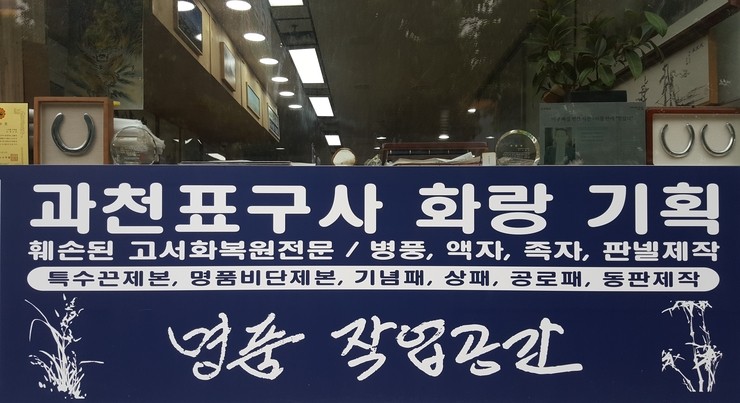 과천표구사 화랑 기획
훼손된 고서화복원전문 / 병풍, 액자, 족자, 판넬제작
특수끈제본, 명품비단제본, 기념패, 상패, 공로패, 동판제작
명품 작업공간